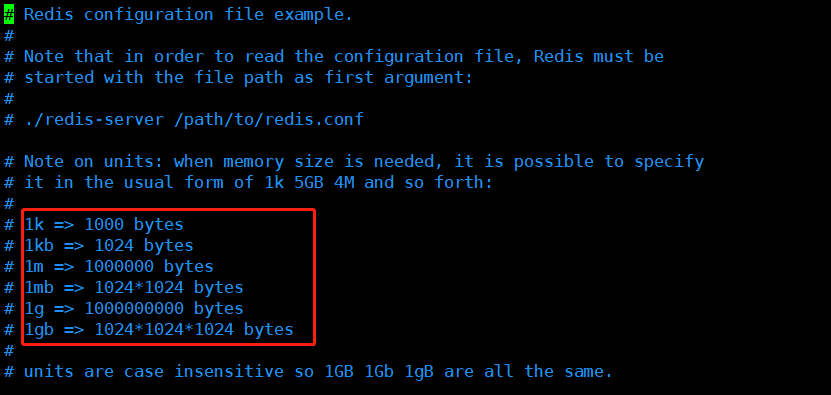 # Redis configuration file example.
#
# Note that in order to read the configuration file, Redis must be
# started with the file path as first argument:
#
# ./redis-server /path/to/redis.conf

# Note on units: when memory size is needed, it is possible to specify
# it in the usual form of 1k 5GB 4M and so forth:
#
# 1k => 1000 bytes
# 1kb => 1024 bytes
# 1m => 1000000 bytes
# 1mb => 1024*1024 bytes
# 1g => 1000000000 bytes
# 1gb => 1024*1024*1024 bytes
#
# units are case insensitive so 1GB 1Gb 1gB are all the same.